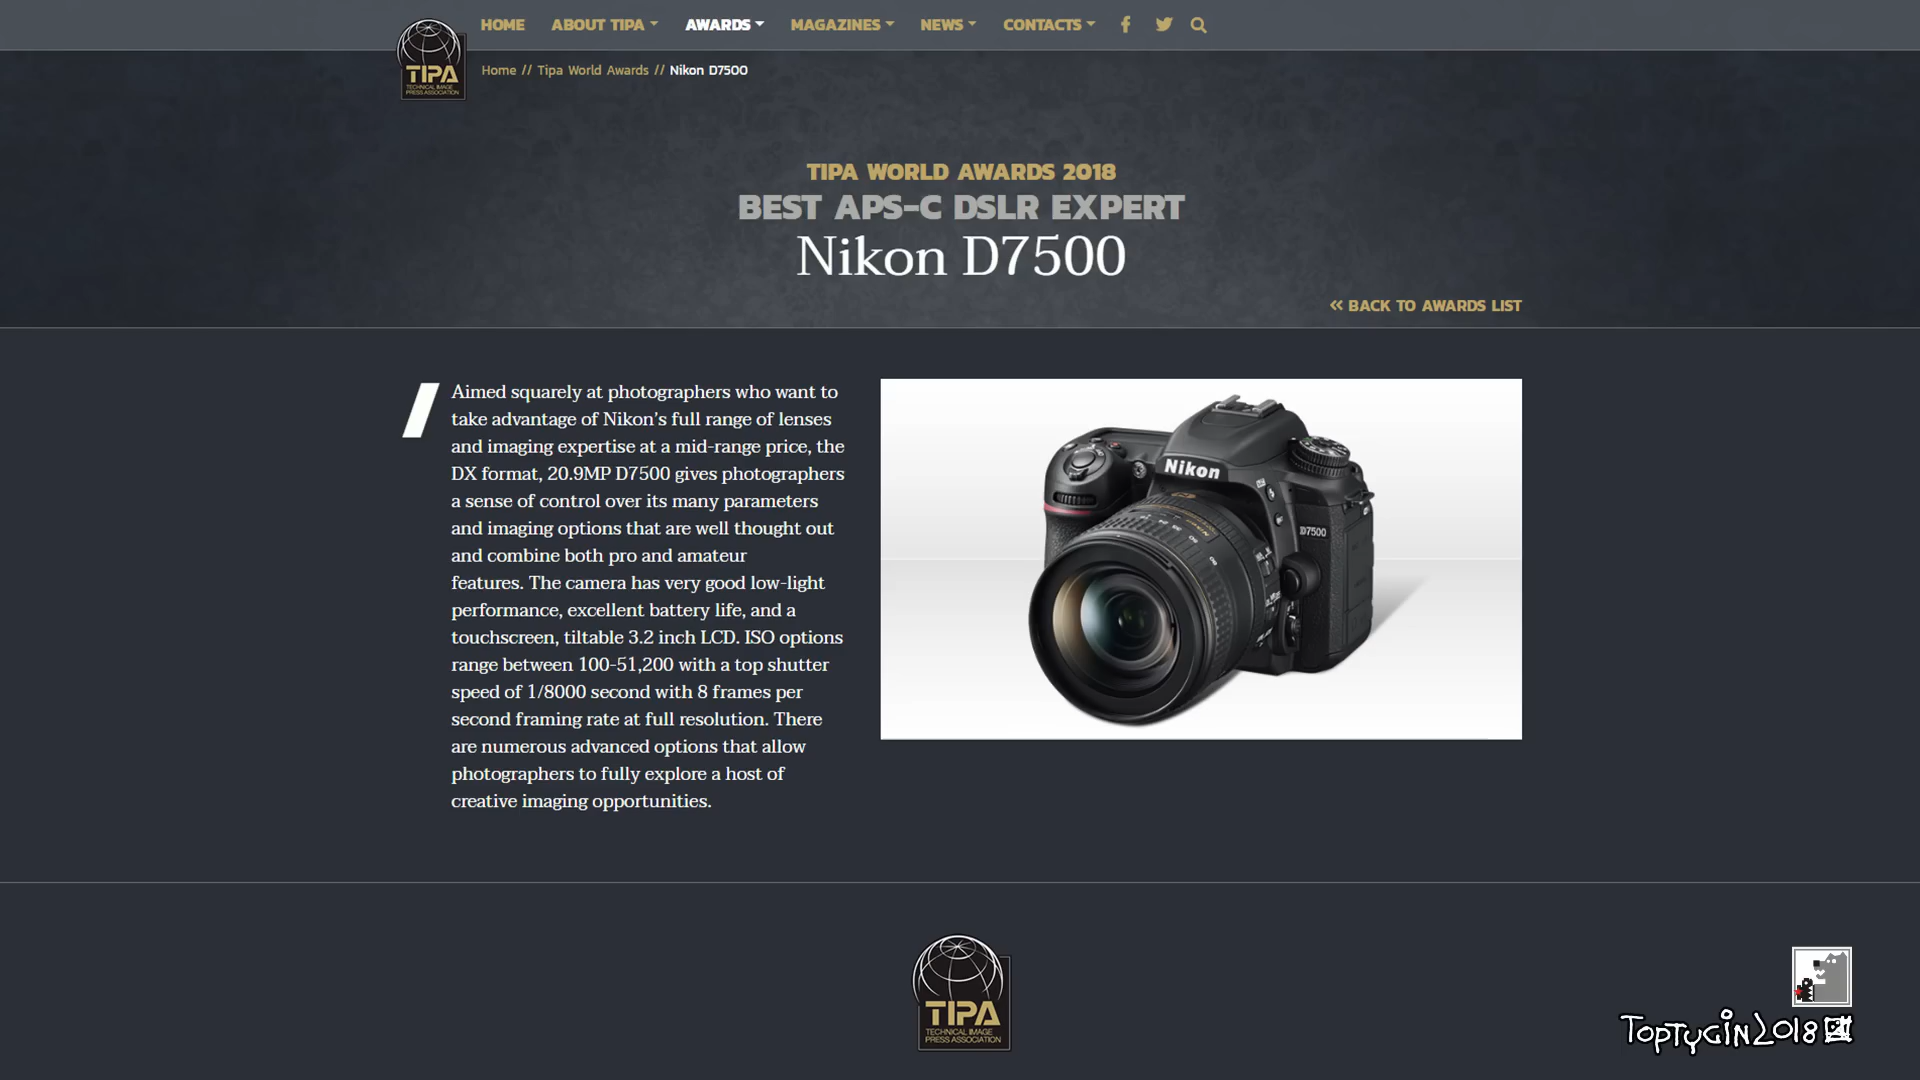 HOME ABOUT TIPA AWARDS MAGAZINES NEWS CONTACTS
TIPA
TECHNICAL IMAGE
PRESS ASSOCIATION
Home // Tipa World Awards // Nikon D7500
TIPA WORLD AWARDS 2018
BEST APS-C DSLR EXPERT
Nikon D7500
« BACK TO AWARDS LIST
Aimed squarely at photographers who want to
take advantage of Nikon’s full range of lenses
and imaging expertise at a mid-range price, the
DX format, 20.9MP D7500 gives photographers
a sense of control over its many parameters
and imaging options that are well thought out
and combine both pro and amateur
features. The camera has very good low-light
performance, excellent battery life, and a
touchscreen, tiltable 3.2 inch LCD. ISO options
range between 100-51,200 with a top shutter
speed of 1/8000 second with 8 frames per
second framing rate at full resolution. There
are numerous advanced options that allow
photographers to fully explore a host of
creative imaging opportunities.
Nikon
D7500
TIPA
TECHNICAL IMAGE
PRESS ASSOCIATION
TOPTYGIN2018